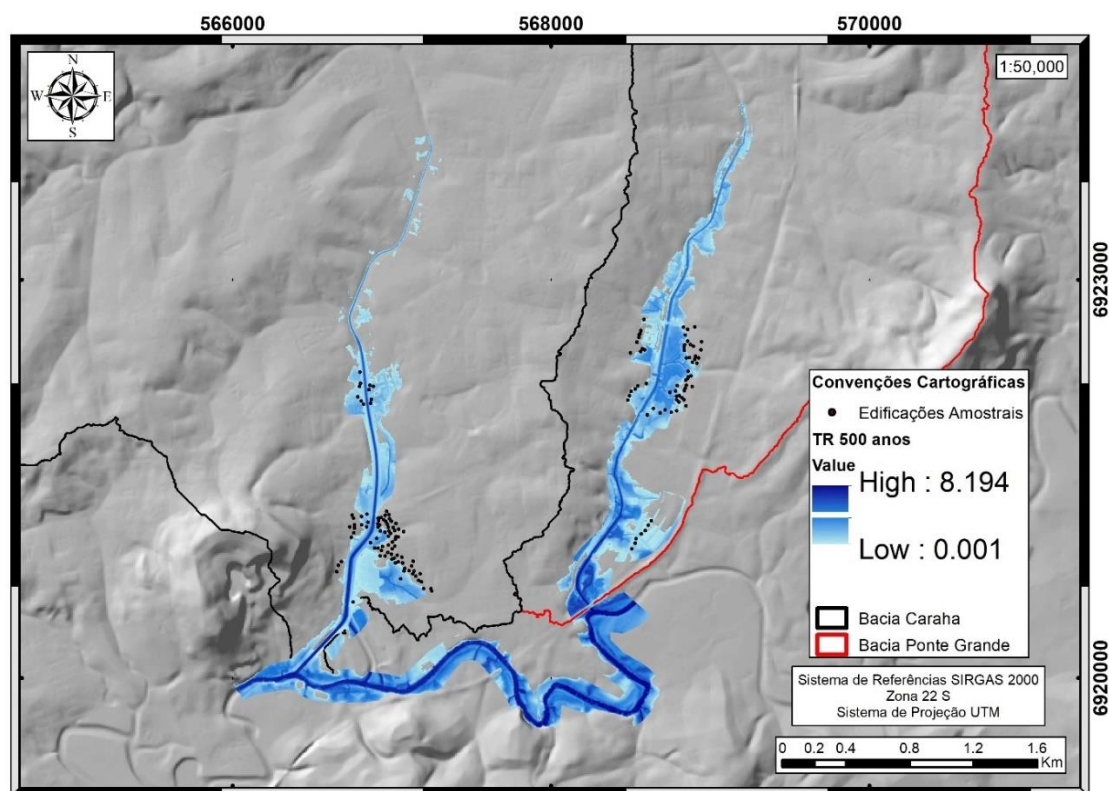 566000
568000
570000
N
W
E
S
1:50,000
6923000
Convenções Cartográficas
Edificações Amostrais
TR 500 anos
Value
High : 8.194
Low : 0.001
Bacia Caraha
Bacia Ponte Grande
6920000
Sistema de Referências SIRGAS 2000
Zona 22 S
Sistema de Projeção UTM
0 0.2 0.4 0.8 1.2 1.6
Km